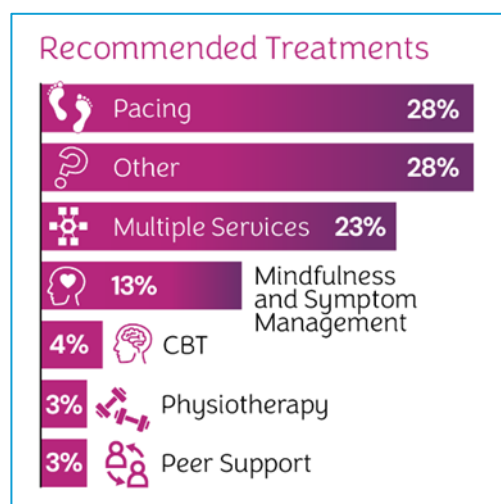 Recommended Treatments
Pacing 28%
Other 28%
Multiple Services 23%
13% Mindfulness
and Symptom
Management
4% CBT
3% Physiotherapy
3% Peer Support